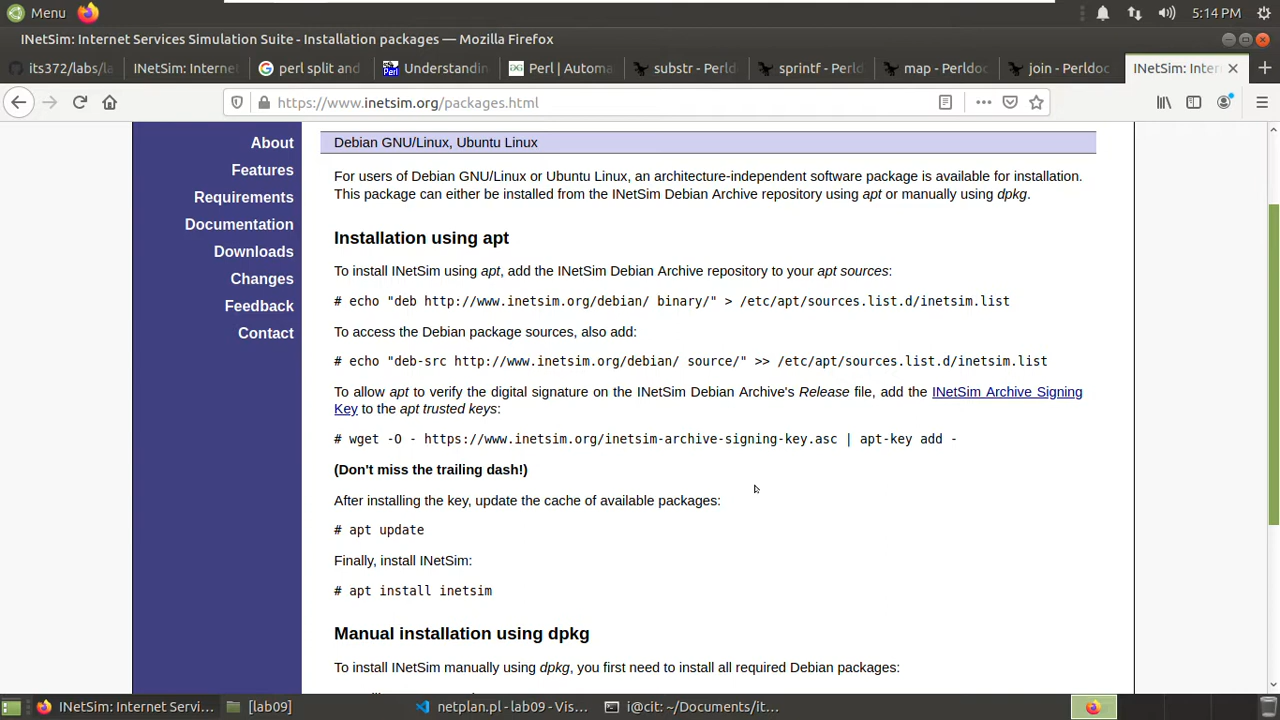 Menu
5:14 PM
INetSim: Internet Services Simulation Suite - Installation packages — Mozilla Firefox
its372/labs/la
INetSim: Interne
perl split and
Understandin
Perl | Automa
substr - Perld
sprintf - Perld
map - Perldoc
join - Perldoc
INetSim: Inter
https://www.inetsim.org/packages.html
About
Features
Requirements
Documentation
Downloads
Changes
Feedback
Contact
Debian GNU/Linux, Ubuntu Linux
For users of Debian GNU/Linux or Ubuntu Linux, an architecture-independent software package is available for installation.
This package can either be installed from the INetSim Debian Archive repository using apt or manually using dpkg.
Installation using apt
To install INetSim using apt, add the INetSim Debian Archive repository to your apt sources:
# echo "deb http://www.inetsim.org/debian/ binary/" > /etc/apt/sources.list.d/inetsim.list
To access the Debian package sources, also add:
# echo "deb-src http://www.inetsim.org/debian/ source/" >> /etc/apt/sources.list.d/inetsim.list
To allow apt to verify the digital signature on the INetSim Debian Archive's Release file, add the INetSim Archive Signing
Key to the apt trusted keys:
# wget -O - https://www.inetsim.org/inetsim-archive-signing-key.asc | apt-key add -
(Don't miss the trailing dash!)
After installing the key, update the cache of available packages:
# apt update
Finally, install INetSim:
# apt install inetsim
Manual installation using dpkg
To install INetSim manually using dpkg, you first need to install all required Debian packages:
INetSim: Internet Servi...
[lab09]
netplan.pl - lab09 - Vis...
i@cit: ~/Documents/it...